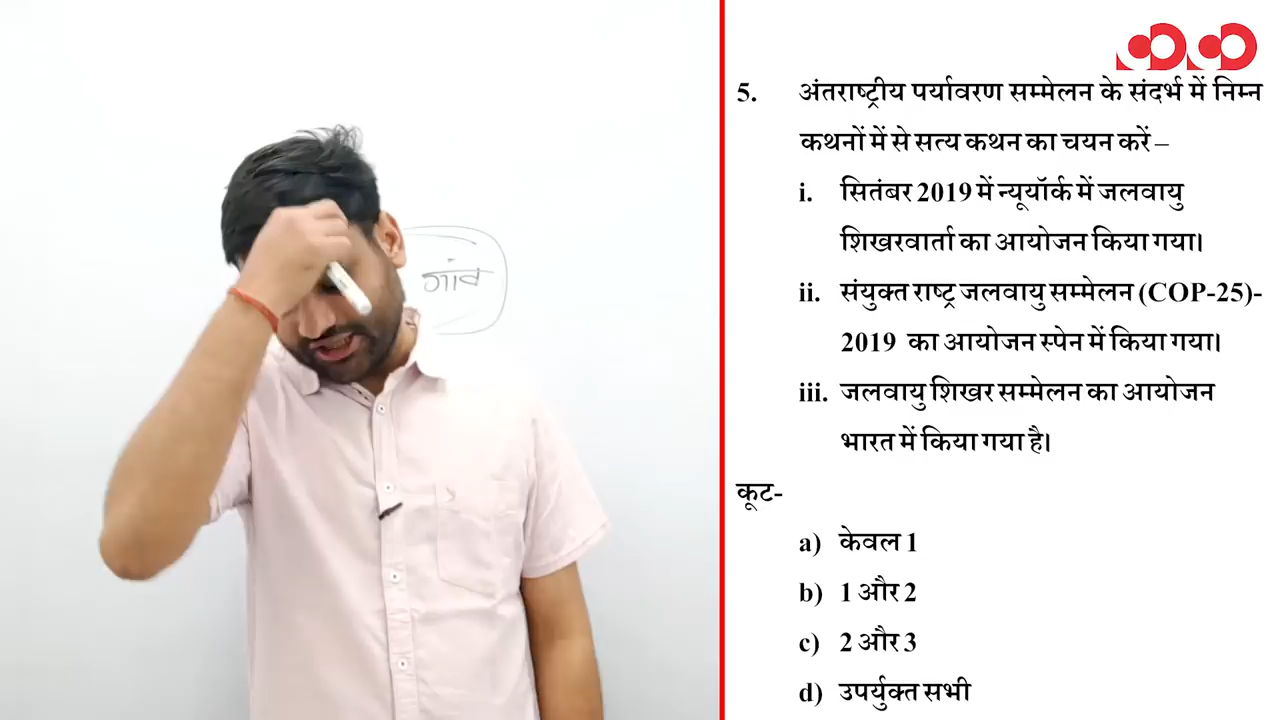 गांव
5. अंतराष्ट्रीय पर्यावरण सम्मेलन के संदर्भ में निम्न
कथनों में से सत्य कथन का चयन करें –
i. सितंबर 2019 में न्यूयॉर्क में जलवायु
शिखरवार्ता का आयोजन किया गया।
ii. संयुक्त राष्ट्र जलवायु सम्मेलन (COP-25)-
2019 का आयोजन स्पेन में किया गया।
iii. जलवायु शिखर सम्मेलन का आयोजन
भारत में किया गया है।
कूट-
a) केवल 1
b) 1 और 2
c) 2 और 3
d) उपर्युक्त सभी